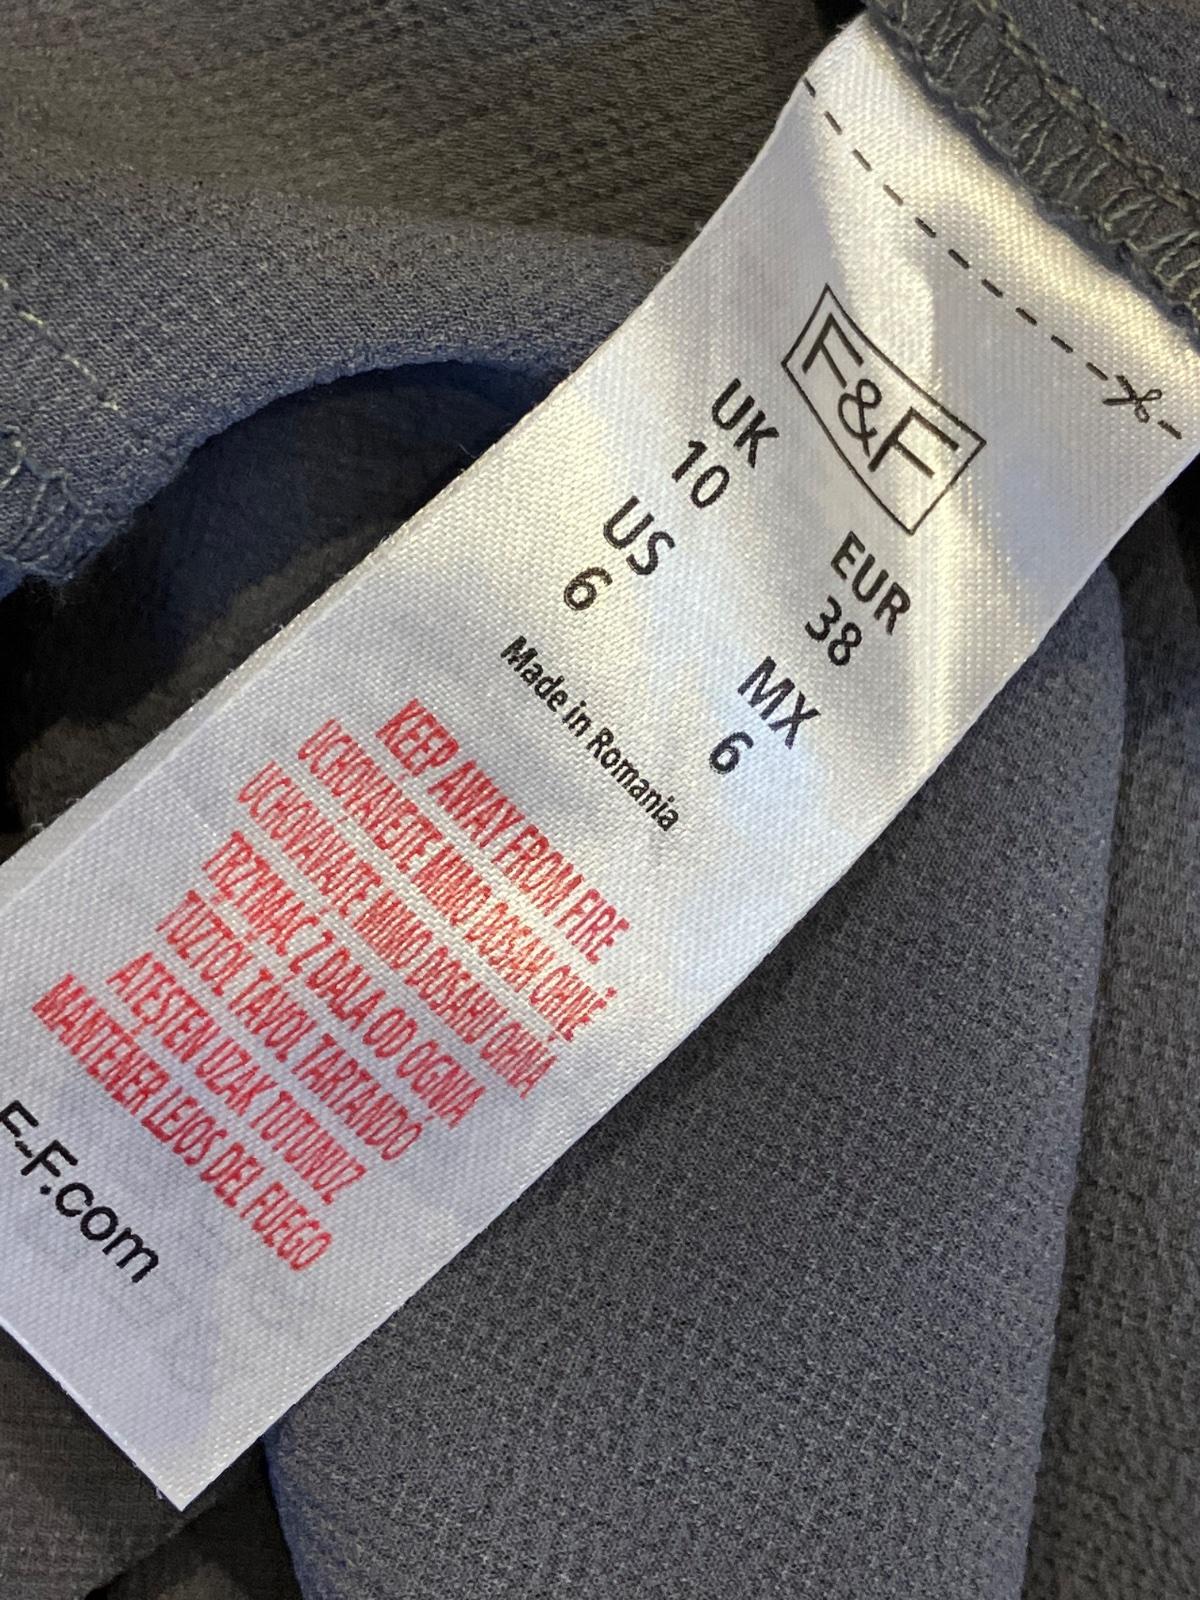 F&F
UK EUR
10 38
US MX
6 6
Made in Romania
KEEP AWAY FROM FIRE
UCHOVÁVEJTE MIMO DOSAH OHNĚ
UCHOVÁVAJTE MIMO DOSAHU OHŇA
TRZYMAĆ Z DALA OD OGNIA
TŰZTŐL TÁVOL TARTANDÓ
ATEŞTEN UZAK TUTUNUZ
MANTENER LEJOS DEL FUEGO
F-F.com